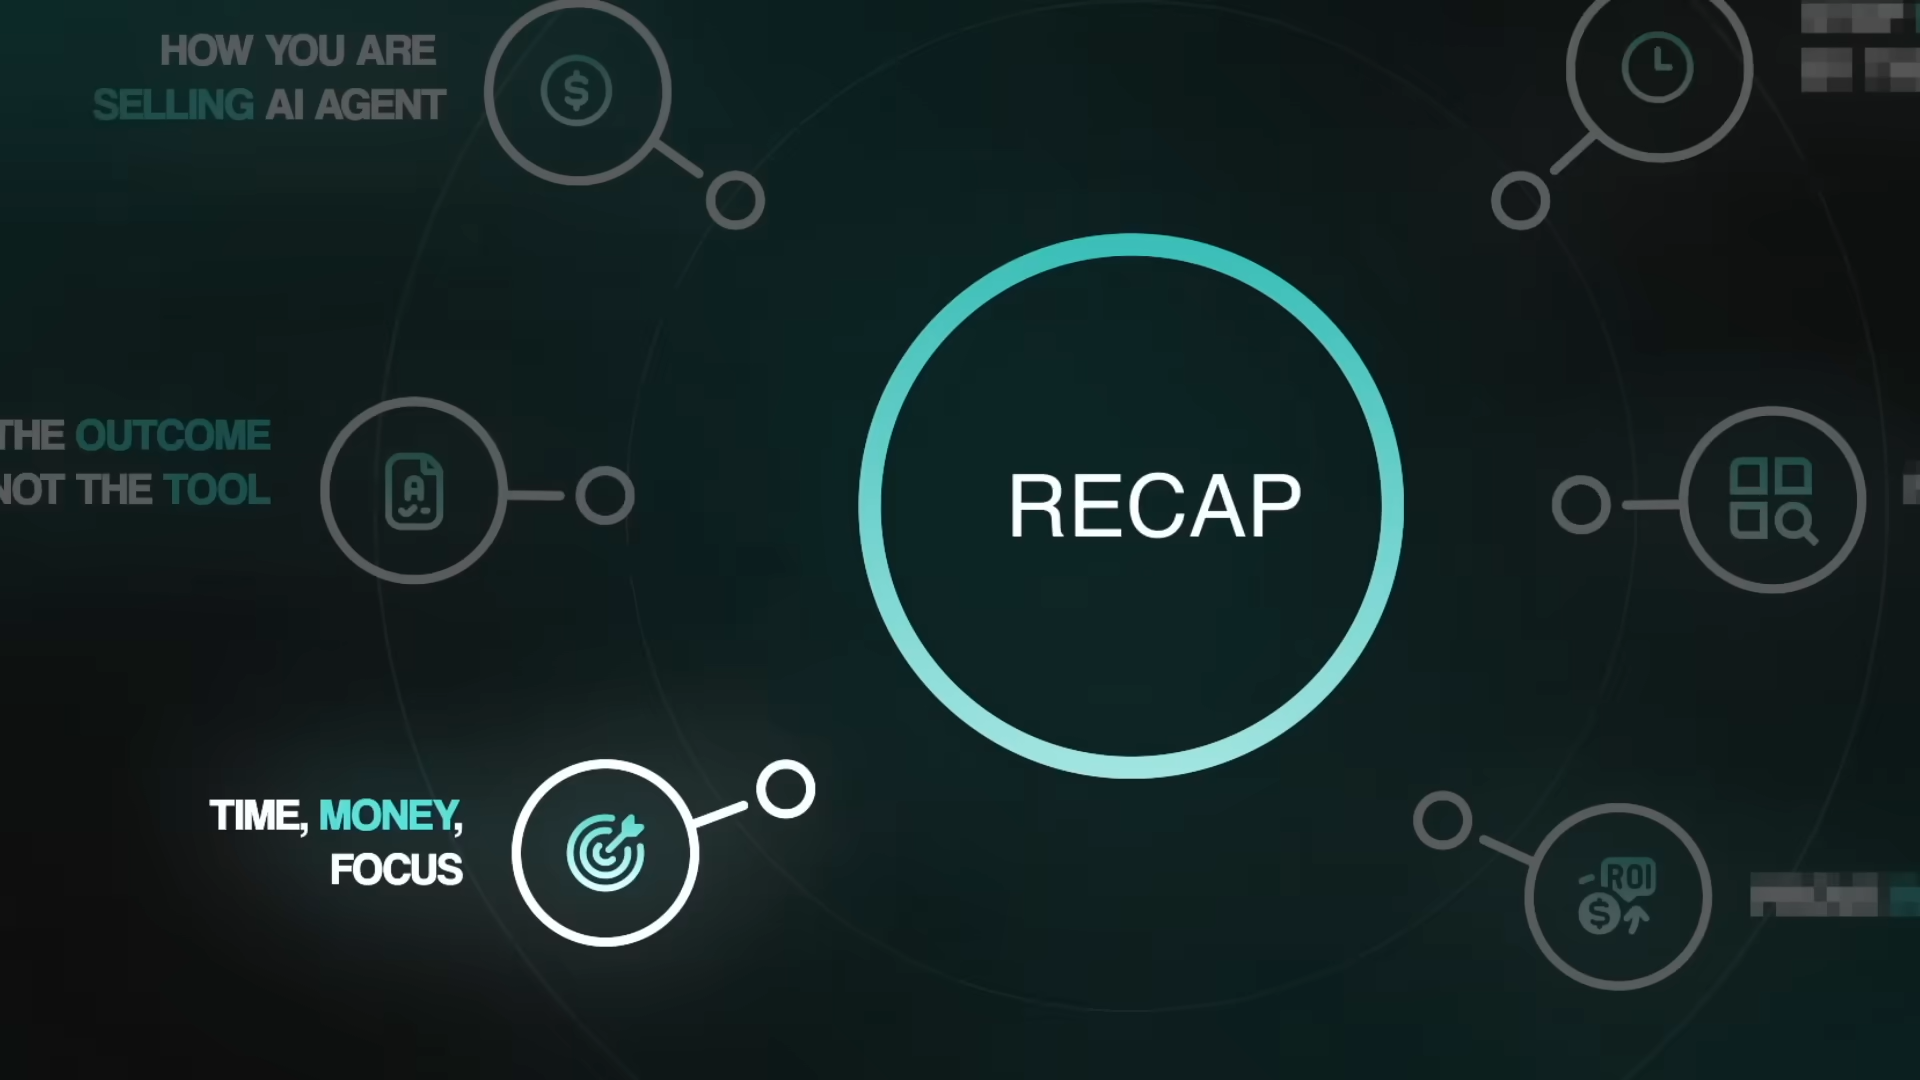 HOW YOU ARE
SELLING AI AGENT
THE OUTCOME
NOT THE TOOL
TIME, MONEY,
FOCUS
RECAP
ROI